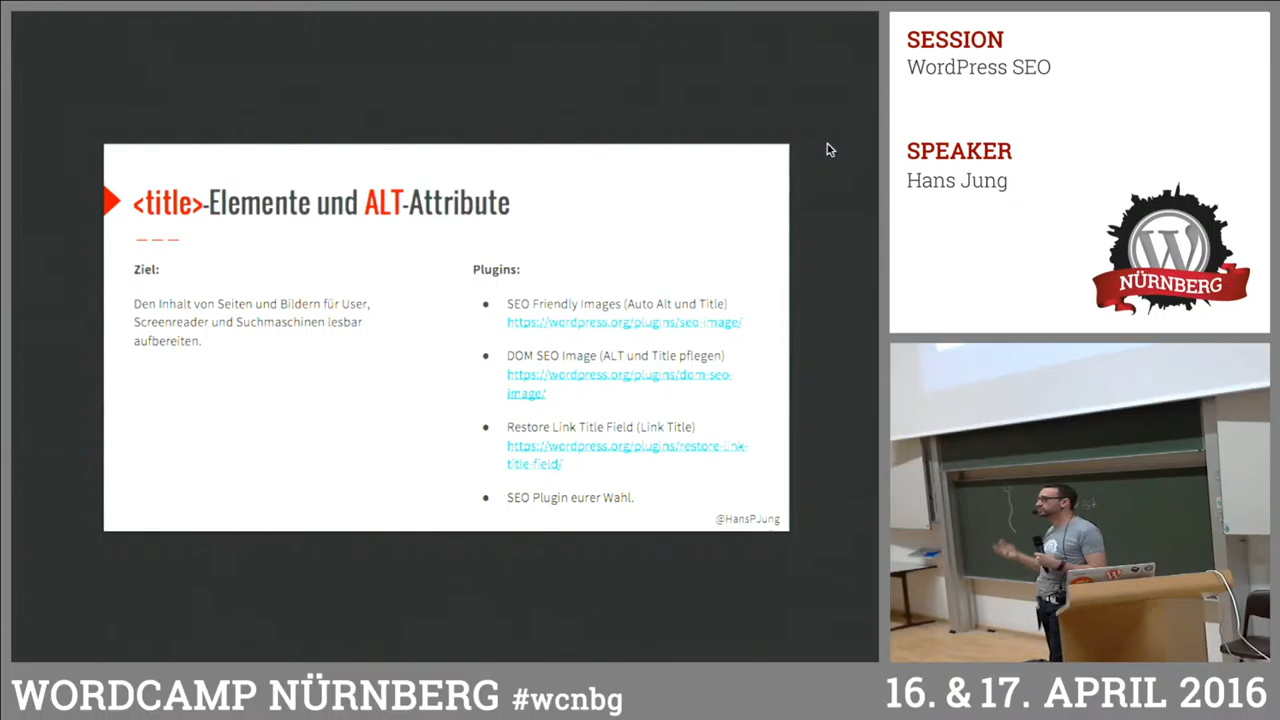 <title>-Elemente und ALT-Attribute
Ziel:
Den Inhalt von Seiten und Bildern für User,
Screenreader und Suchmaschinen lesbar
aufbereiten.
Plugins:
● SEO Friendly Images (Auto Alt und Title)
https://wordpress.org/plugins/seo-image/
● DOM SEO Image (ALT und Title pflegen)
https://wordpress.org/plugins/dom-seo-
image/
● Restore Link Title Field (Link Title)
https://wordpress.org/plugins/restore-link-
title-field/
● SEO Plugin eurer Wahl.
@HansPJung
SESSION
WordPress SEO
SPEAKER
Hans Jung
NÜRNBERG
WORDCAMP NÜRNBERG #wcnbg
16. & 17. APRIL 2016